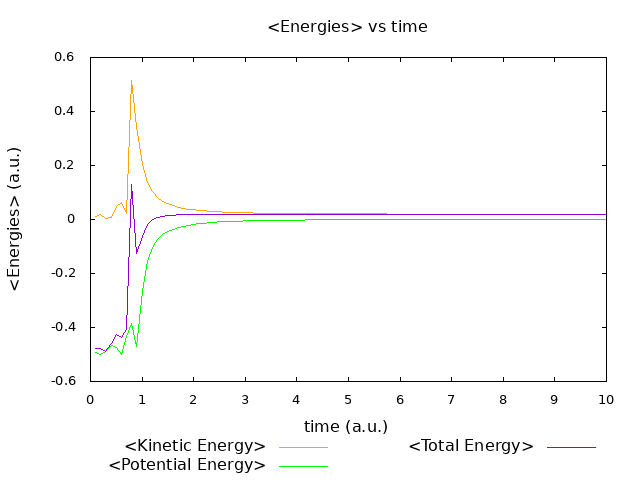 <Energies> vs time
0.6
0.4
0.2
0
-0.2
-0.4
-0.6
<Energies> (a.u.)
0 1 2 3 4 5 6 7 8 9 10
time (a.u.)
<Kinetic Energy> <Total Energy>
<Potential Energy>